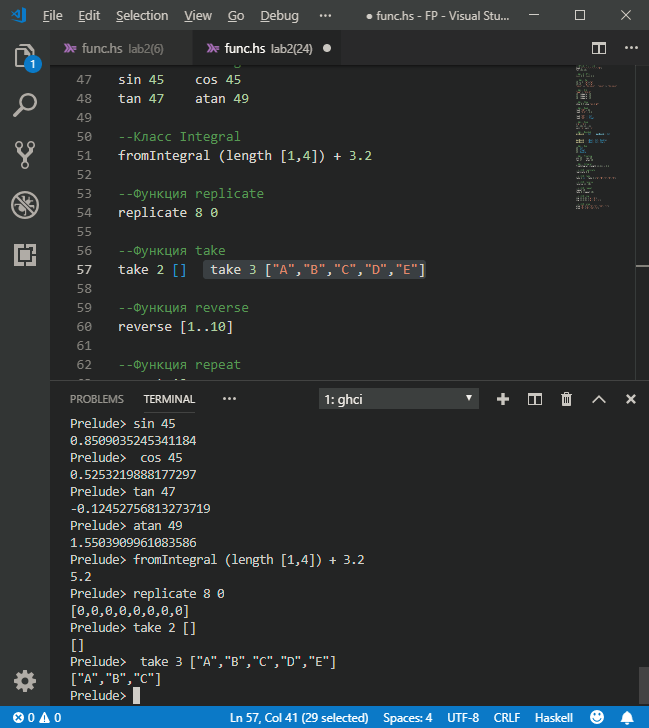 File Edit Selection View Go Debug ··· ● func.hs - FP - Visual Stu...
func.hs lab2(6) func.hs lab2(24) ●
1
47 sin 45    cos 45
48 tan 47    atan 49
49
50 --Класс Integral
51 fromIntegral (length [1,4]) + 3.2
52
53 --Функция replicate
54 replicate 8 0
55
56 --Функция take
57 take 2 []   take 3 ["A","B","C","D","E"]
58
59 --Функция reverse
60 reverse [1..10]
61
62 --Функция repeat
PROBLEMS TERMINAL ··· 1: ghci
Prelude> sin 45
0.8509035245341184
Prelude>  cos 45
0.5253219888177297
Prelude> tan 47
-0.12452756813273719
Prelude> atan 49
1.5503909961083586
Prelude> fromIntegral (length [1,4]) + 3.2
5.2
Prelude> replicate 8 0
[0,0,0,0,0,0,0,0]
Prelude> take 2 []
[]
Prelude>  take 3 ["A","B","C","D","E"]
["A","B","C"]
Prelude>
0 0 Ln 57, Col 41 (29 selected) Spaces: 4 UTF-8 CRLF Haskell